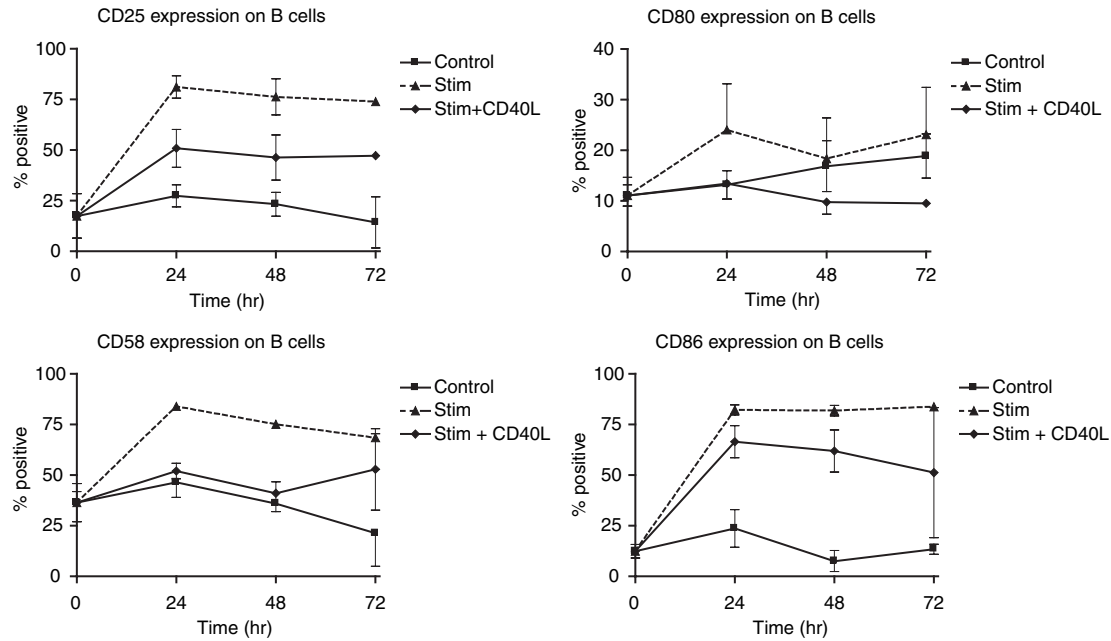 CD25 expression on B cells
100
75
50
25
0
% positive
0 24 48 72
Time (hr)
Control
Stim
Stim+CD40L
CD80 expression on B cells
40
30
20
10
0
% positive
0 24 48 72
Time (hr)
Control
Stim
Stim + CD40L
CD58 expression on B cells
100
75
50
25
0
% positive
0 24 48 72
Time (hr)
Control
Stim
Stim + CD40L
CD86 expression on B cells
100
75
50
25
0
% positive
0 24 48 72
Time (hr)
Control
Stim
Stim + CD40L